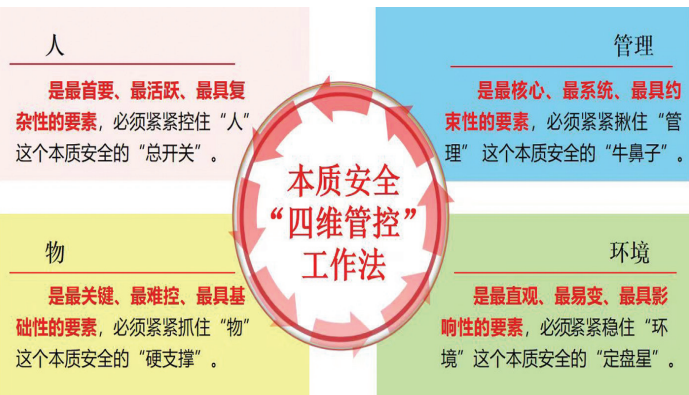 人
是最首要、最活跃、最具复
杂性的要素，必须紧紧控住“人”
这个本质安全的“总开关”。
管理
是最核心、最系统、最具约
束性的要素，必须紧紧揪住“管
理” 这个本质安全的“牛鼻子”。
本质安全
“四维管控”
工作法
物
是最关键、最难控、最具基
础性的要素，必须紧紧抓住“物”
这个本质安全的“硬支撑”。
环境
是最直观、最易变、最具影
响性的要素，必须紧紧稳住“环
境”这个本质安全的“定盘星”。